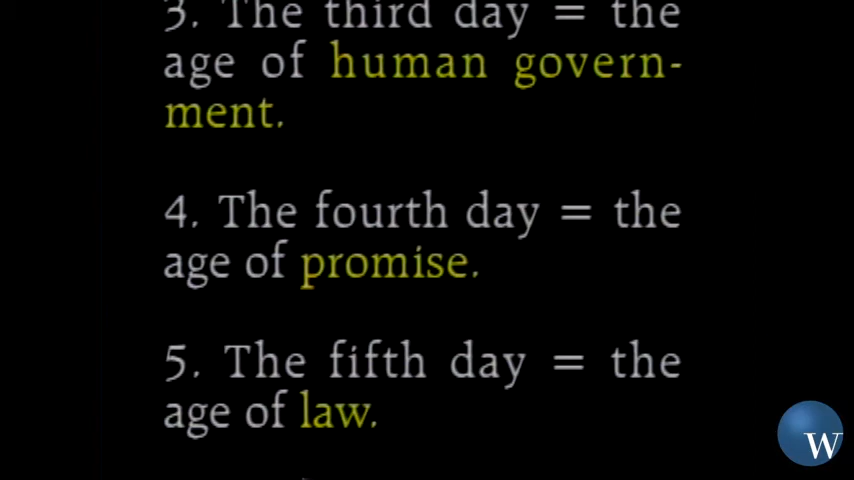 3. The third day = the
age of human govern-
ment.
4. The fourth day = the
age of promise.
5. The fifth day = the
age of law.
W